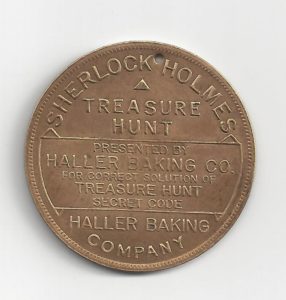 SHERLOCK HOLMES
TREASURE
HUNT
PRESENTED BY
HALLER BAKING CO.
FOR CORRECT SOLUTION OF
TREASURE HUNT
SECRET CODE
HALLER BAKING
COMPANY